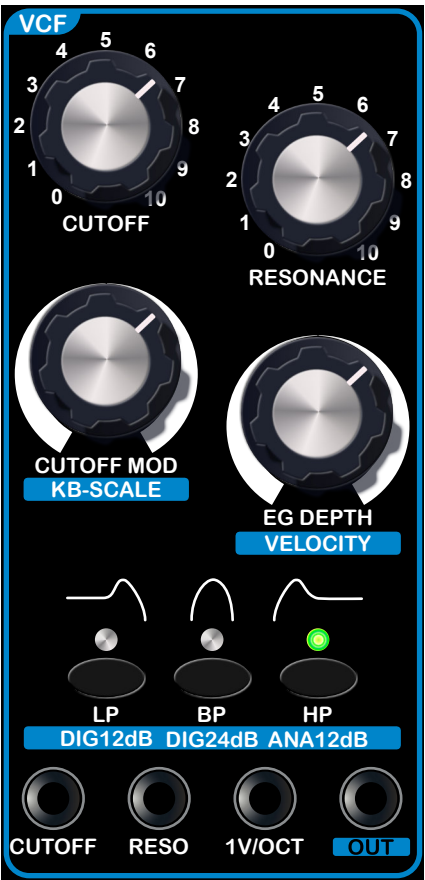 VCF
0 1 2 3 4 5 6 7 8 9 10
CUTOFF
0 1 2 3 4 5 6 7 8 9 10
RESONANCE
CUTOFF MOD
KB-SCALE
EG DEPTH
VELOCITY
LP BP HP
DIG12dB DIG24dB ANA12dB
CUTOFF RESO 1V/OCT OUT